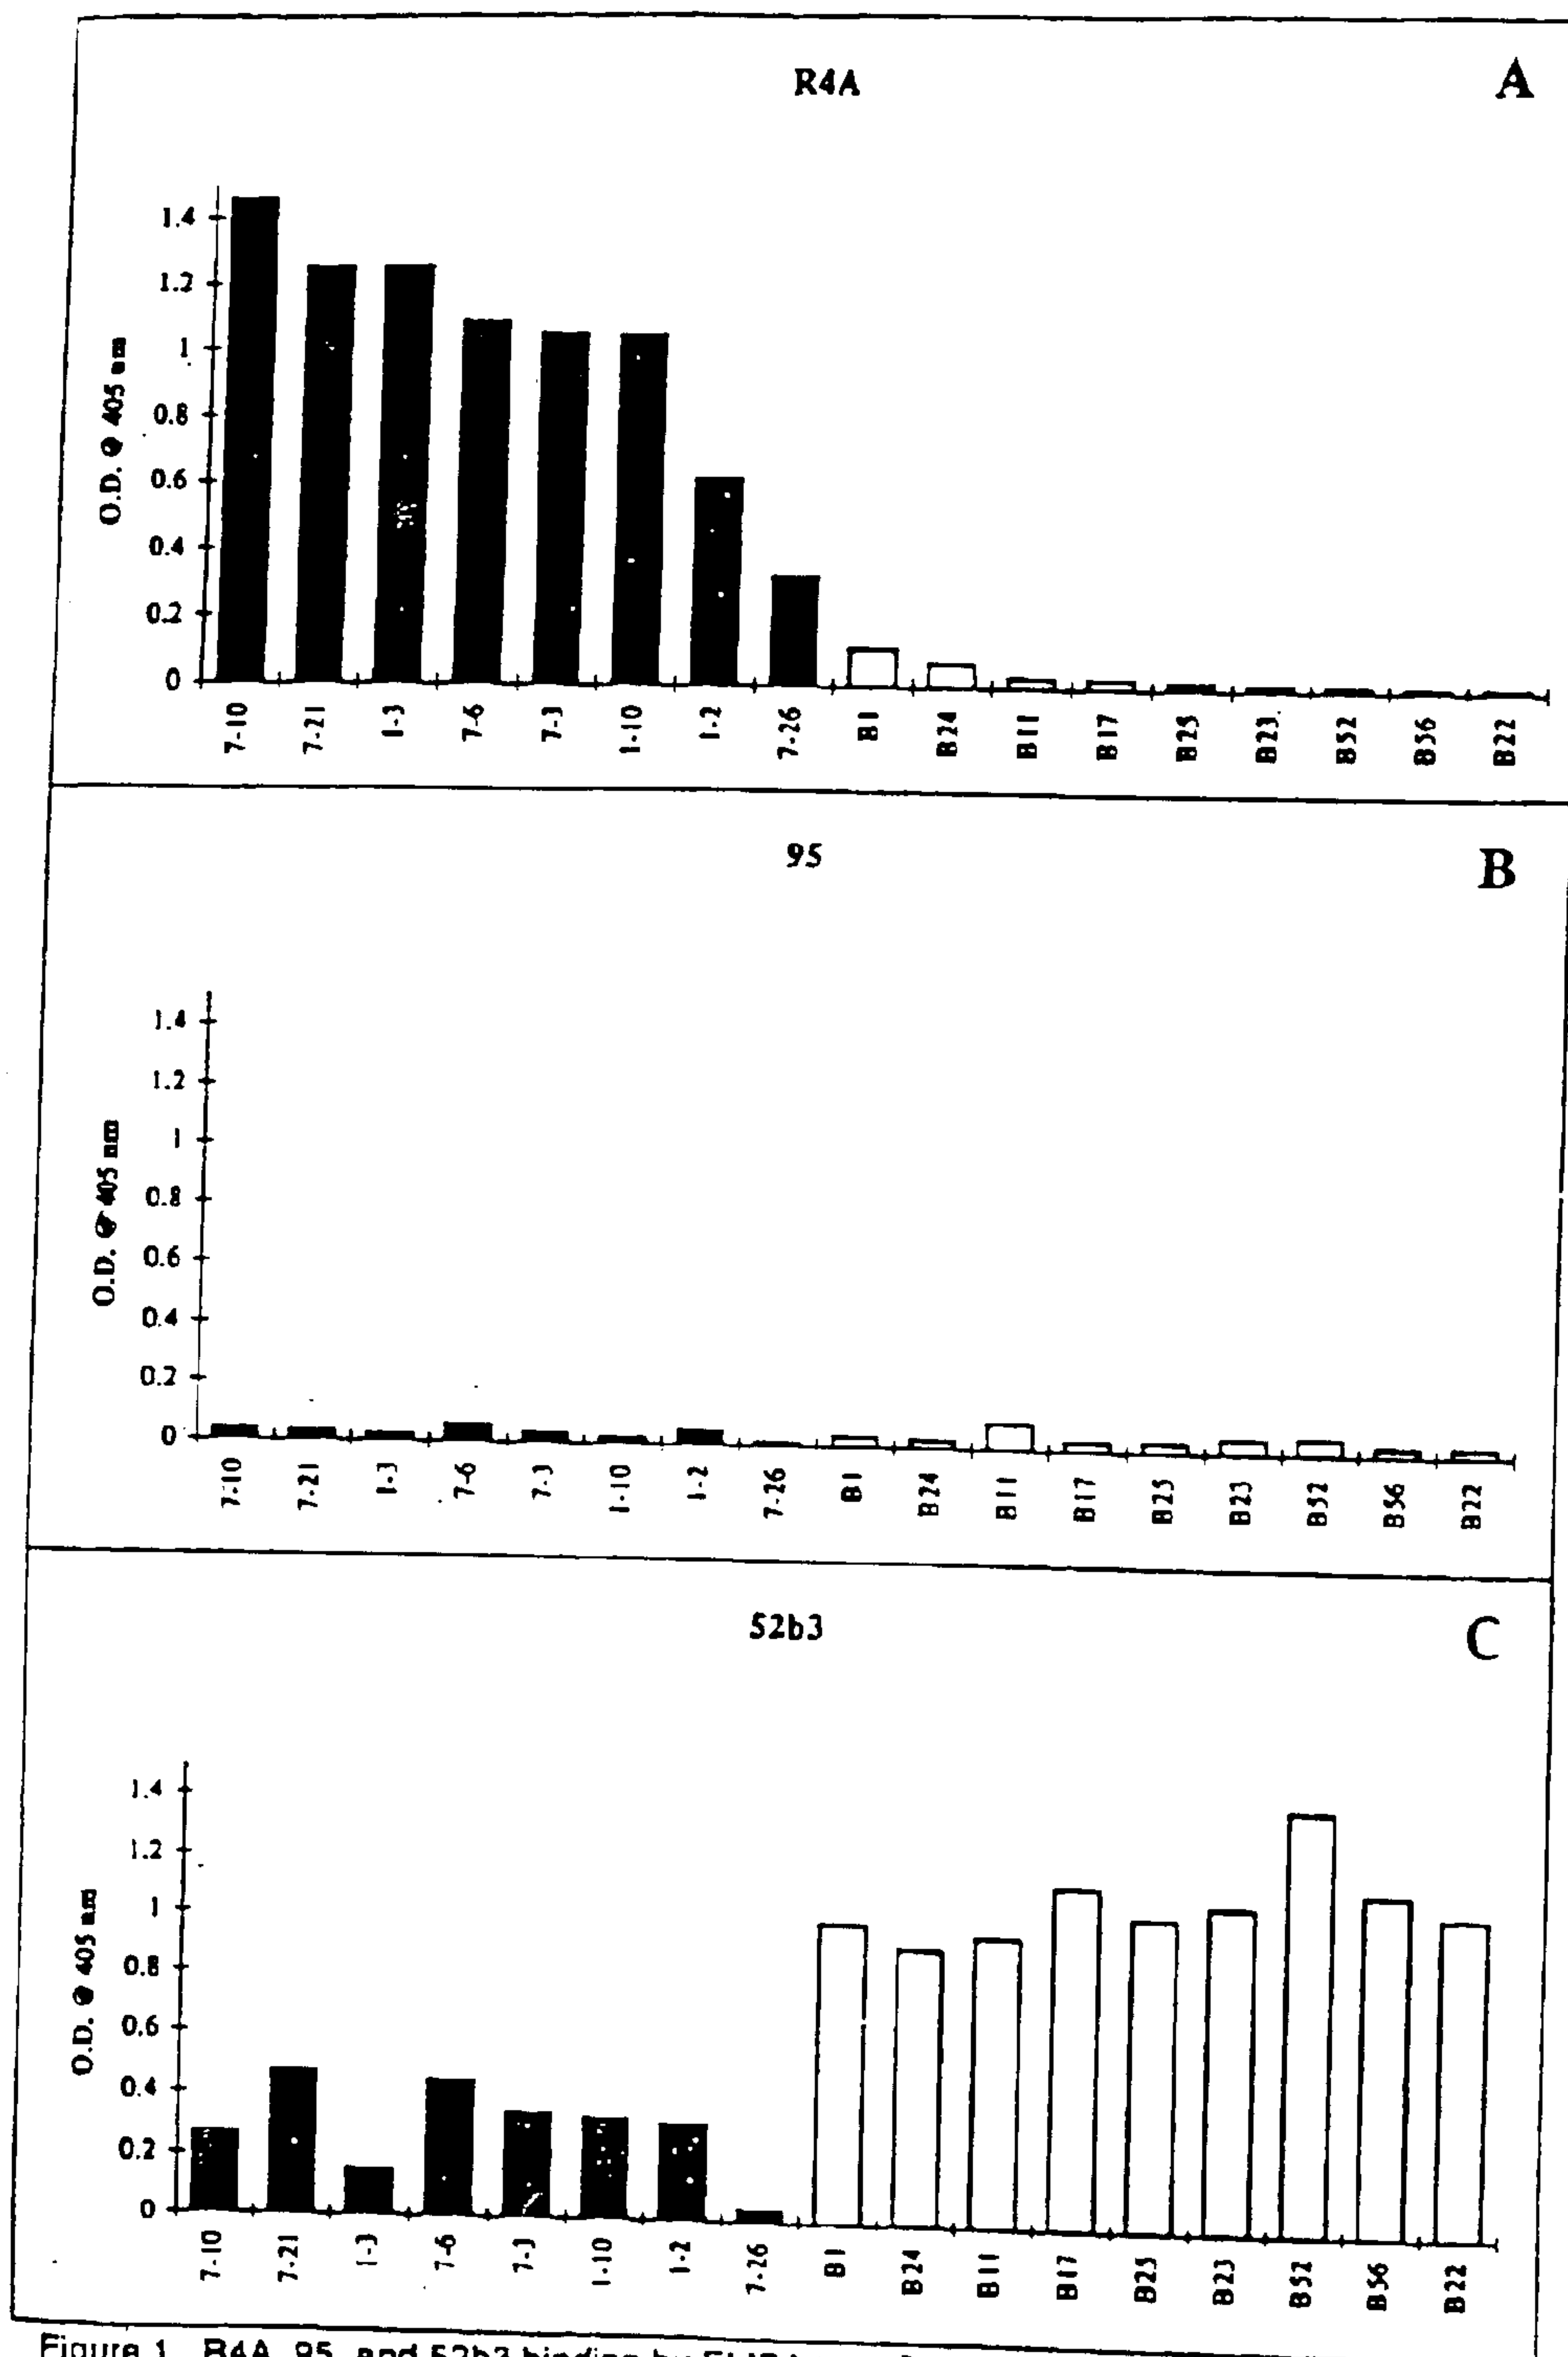 A
R4A
1.4
1.2
1
0.8
0.6
0.4
0.2
0
O.D. @ 405 nm
7-10 7-21 1-3 7-6 7-3 1-10 1-2 7-26 B1 B24 B11 B17 B25 B23 B52 B56 B22
B
95
1.4
1.2
1
0.8
0.6
0.4
0.2
0
O.D. @ 405 nm
7-10 7-21 1-3 7-6 7-3 1-10 1-2 7-26 B1 B24 B11 B17 B25 B23 B52 B56 B22
C
52b3
1.4
1.2
1
0.8
0.6
0.4
0.2
0
O.D. @ 405 nm
7-10 7-21 1-3 7-6 7-3 1-10 1-2 7-26 B1 B24 B11 B17 B25 B23 B52 B56 B22
Figure 1 R4A, 95, and 52b3 binding by